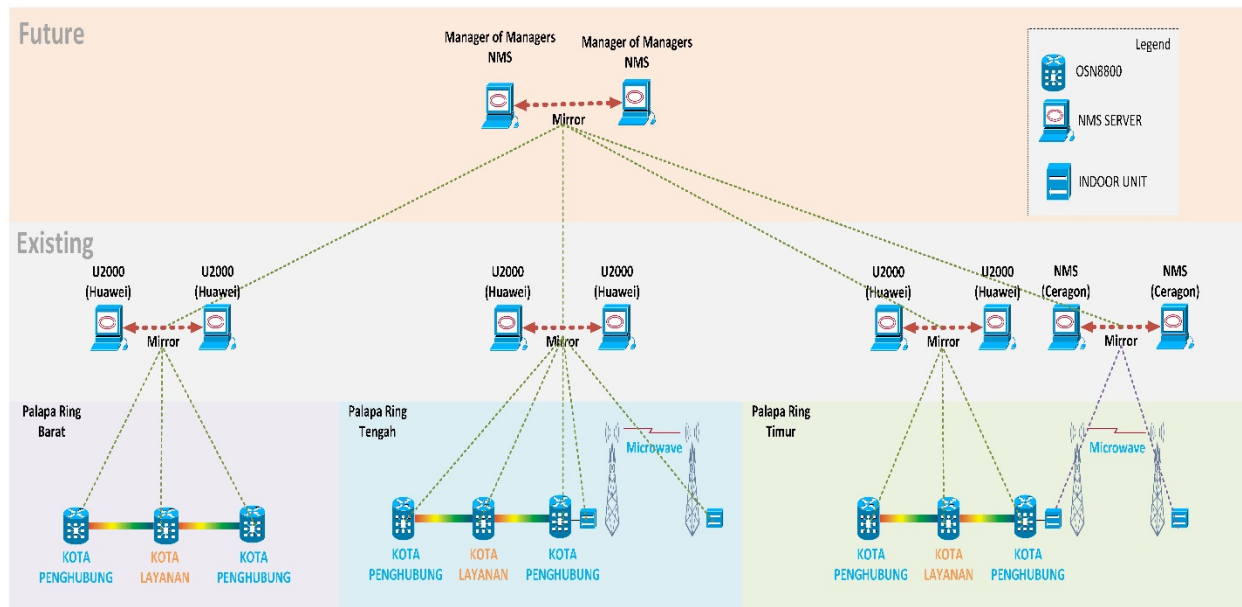 Future
Manager of Managers
NMS
Manager of Managers
NMS
Mirror
Legend
OSN8800
NMS SERVER
INDOOR UNIT
Existing
U2000
(Huawei)
U2000
(Huawei)
Mirror
U2000
(Huawei)
U2000
(Huawei)
Mirror
U2000
(Huawei)
U2000
(Huawei)
Mirror
NMS
(Ceragon)
NMS
(Ceragon)
Mirror
Palapa Ring
Barat
KOTA
PENGHUBUNG
KOTA
LAYANAN
KOTA
PENGHUBUNG
Palapa Ring
Tengah
Microwave
KOTA
PENGHUBUNG
KOTA
LAYANAN
KOTA
PENGHUBUNG
Palapa Ring
Timur
Microwave
KOTA
PENGHUBUNG
KOTA
LAYANAN
KOTA
PENGHUBUNG